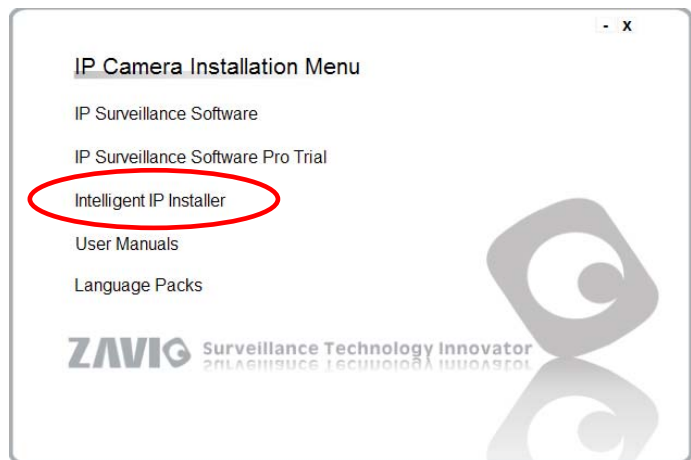 - X
IP Camera Installation Menu
IP Surveillance Software
IP Surveillance Software Pro Trial
Intelligent IP Installer
User Manuals
Language Packs
ZAVIO Surveillance Technology Innovator